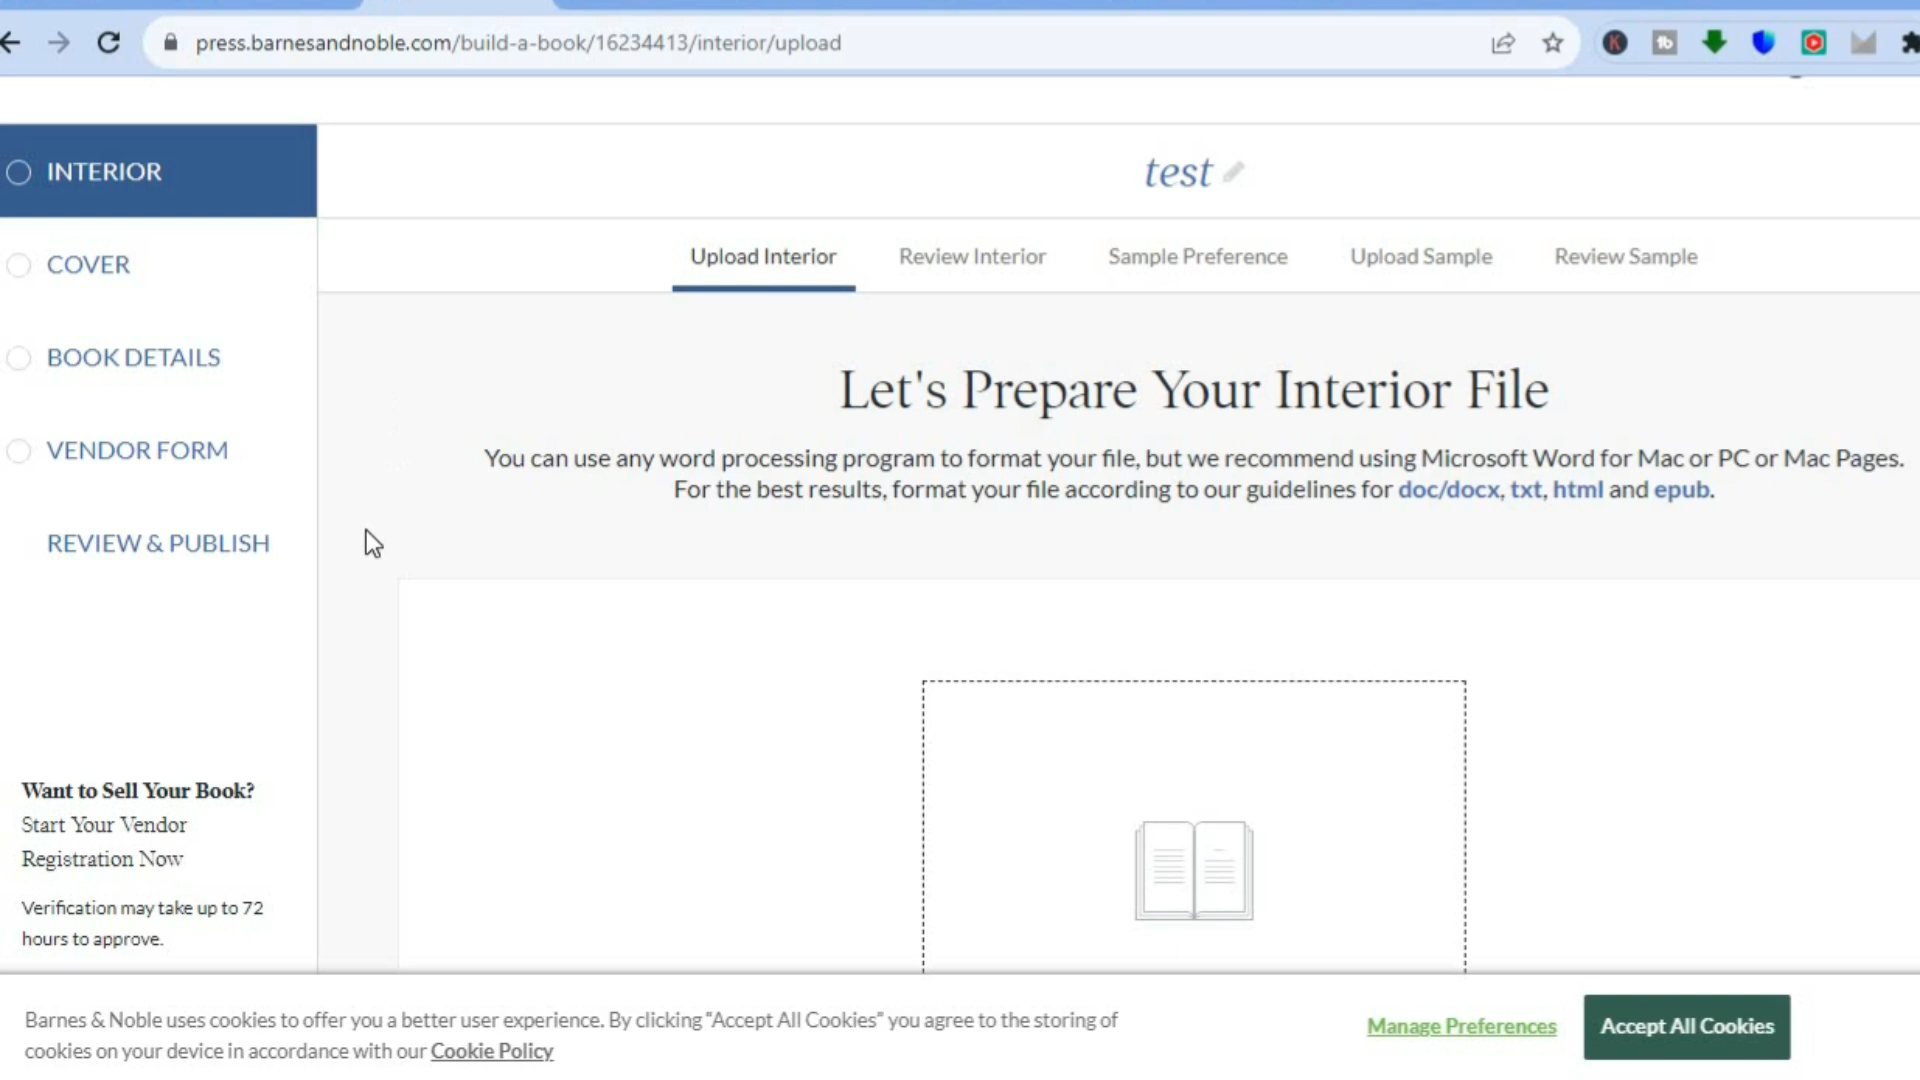 press.barnesandnoble.com/build-a-book/16234413/interior/upload
INTERIOR
COVER
BOOK DETAILS
VENDOR FORM
REVIEW & PUBLISH
Want to Sell Your Book?
Start Your Vendor
Registration Now
Verification may take up to 72
hours to approve.
test
Upload Interior Review Interior Sample Preference Upload Sample Review Sample
Let's Prepare Your Interior File
You can use any word processing program to format your file, but we recommend using Microsoft Word for Mac or PC or Mac Pages.
For the best results, format your file according to our guidelines for doc/docx, txt, html and epub.
Barnes & Noble uses cookies to offer you a better user experience. By clicking "Accept All Cookies" you agree to the storing of
cookies on your device in accordance with our Cookie Policy
Manage Preferences
Accept All Cookies